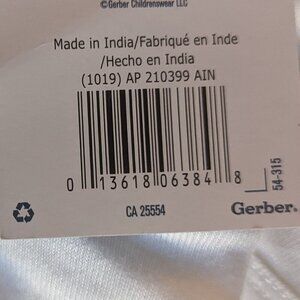 ©Gerber Childrenswear LLC
Made in India/Fabriqué en Inde
/Hecho en India
(1019) AP 210399 AIN
0 13618 06384 8
54-315
CA 25554
Gerber.